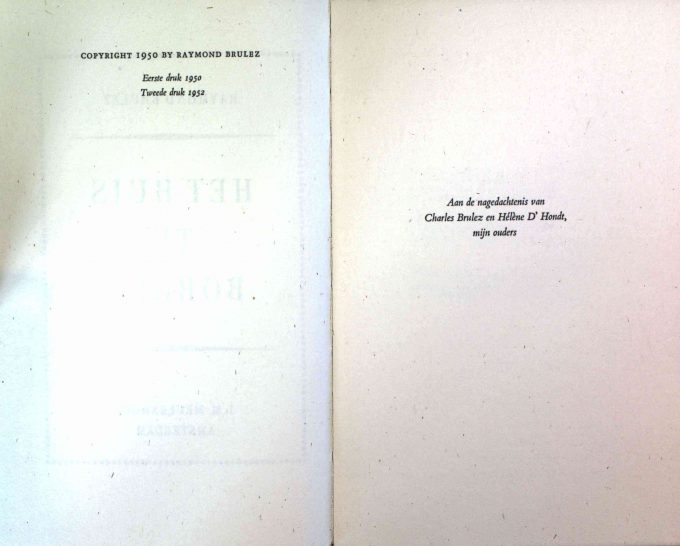 COPYRIGHT 1950 BY RAYMOND BRULEZ
Eerste druk 1950
Tweede druk 1952
Aan de nagedachtenis van
Charles Brulez en Hélène D' Hondt,
mijn ouders